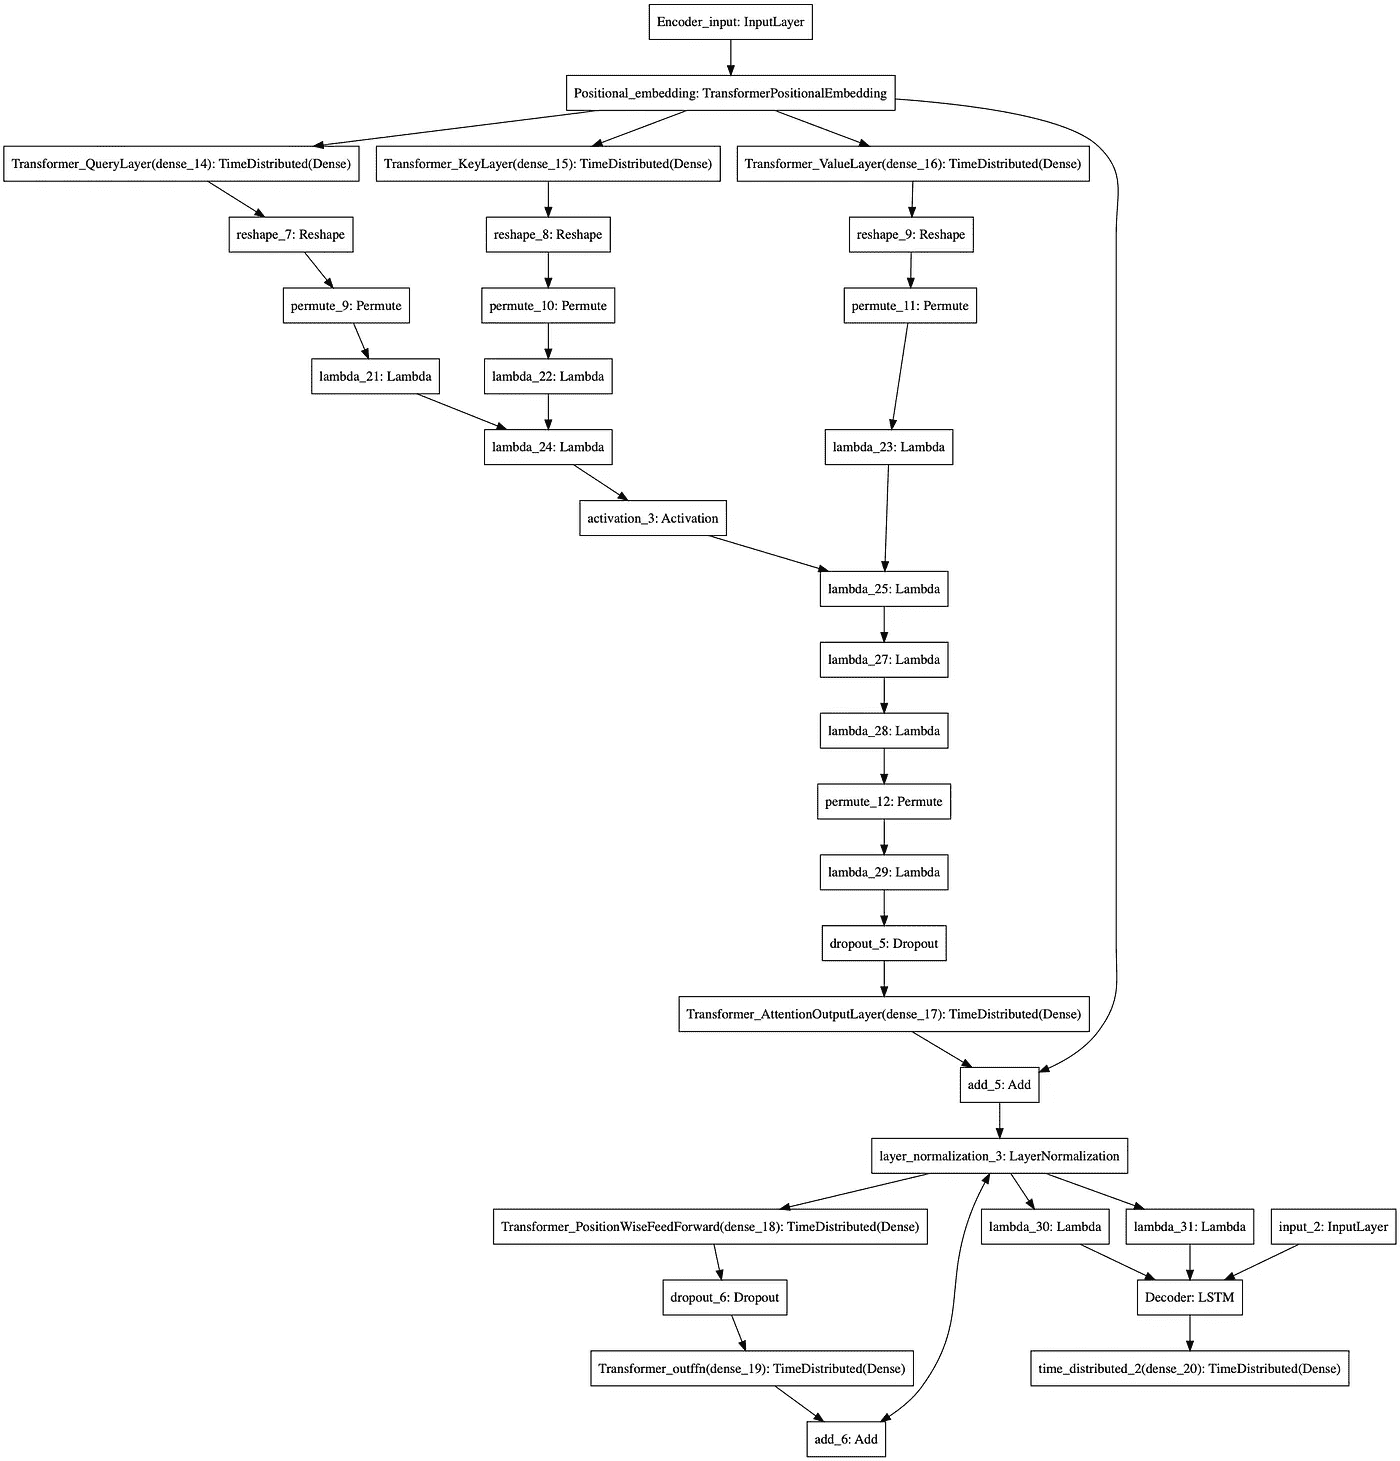 Encoder_input: InputLayer
Positional_embedding: TransformerPositionalEmbedding
Transformer_QueryLayer(dense_14): TimeDistributed(Dense)
Transformer_KeyLayer(dense_15): TimeDistributed(Dense)
Transformer_ValueLayer(dense_16): TimeDistributed(Dense)
reshape_7: Reshape
reshape_8: Reshape
reshape_9: Reshape
permute_9: Permute
permute_10: Permute
permute_11: Permute
lambda_21: Lambda
lambda_22: Lambda
lambda_24: Lambda
lambda_23: Lambda
activation_3: Activation
lambda_25: Lambda
lambda_27: Lambda
lambda_28: Lambda
permute_12: Permute
lambda_29: Lambda
dropout_5: Dropout
Transformer_AttentionOutputLayer(dense_17): TimeDistributed(Dense)
add_5: Add
layer_normalization_3: LayerNormalization
Transformer_PositionWiseFeedForward(dense_18): TimeDistributed(Dense)
lambda_30: Lambda
lambda_31: Lambda
input_2: InputLayer
dropout_6: Dropout
Decoder: LSTM
Transformer_outffn(dense_19): TimeDistributed(Dense)
time_distributed_2(dense_20): TimeDistributed(Dense)
add_6: Add